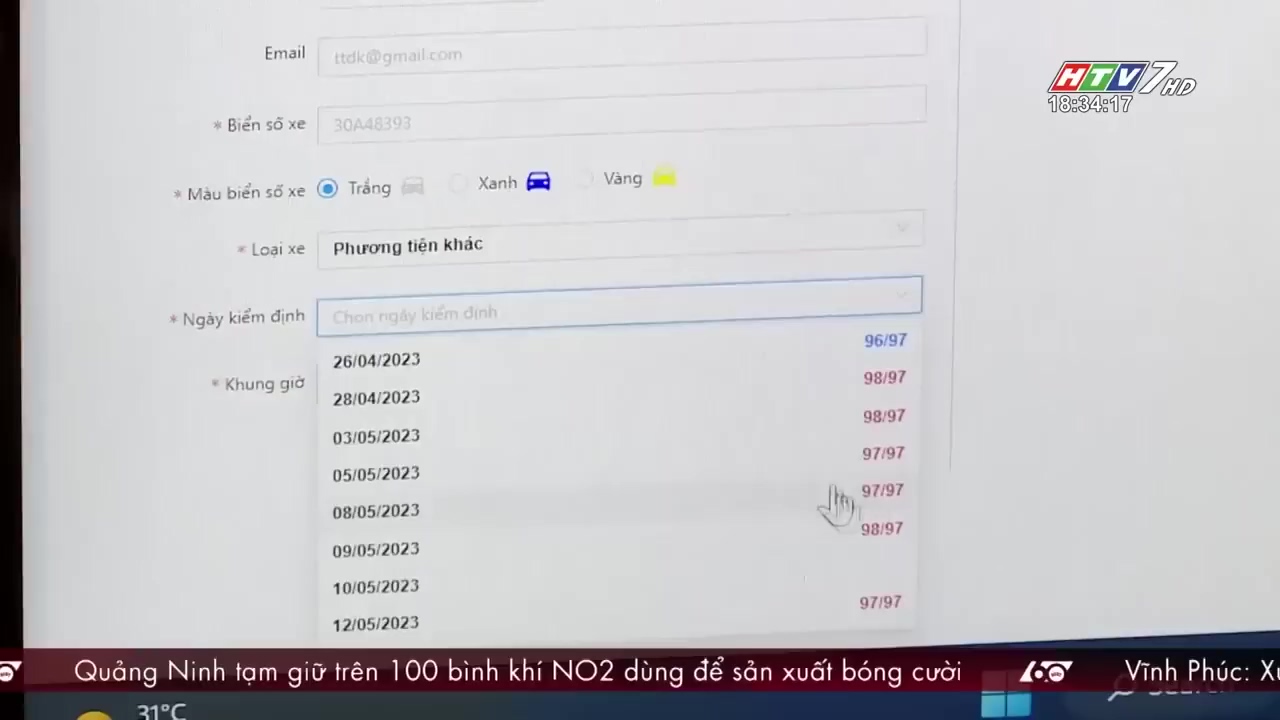 Email
ttdk@gmail.com
HTV7 HD
18:34:17
* Biển số xe
30A48393
* Màu biển số xe
Trắng
Xanh
Vàng
* Loại xe
Phương tiện khác
* Ngày kiểm định
Chọn ngày kiểm định
26/04/2023 96/97
28/04/2023 98/97
* Khung giờ
03/05/2023 98/97
05/05/2023 97/97
08/05/2023 97/97
09/05/2023 98/97
10/05/2023
12/05/2023 97/97
Quảng Ninh tạm giữ trên 100 bình khí NO2 dùng để sản xuất bóng cười
60 Vĩnh Phúc:
31°C
Search